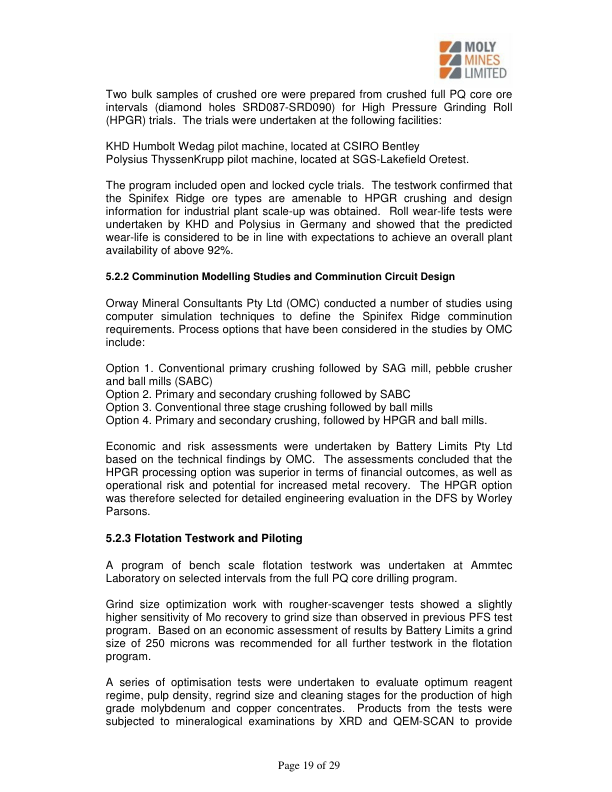 MOLY
MINES
LIMITED
Two bulk samples of crushed ore were prepared from crushed full PQ core ore
intervals (diamond holes SRD087-SRD090) for High Pressure Grinding Roll
(HPGR) trials. The trials were undertaken at the following facilities:
KHD Humbolt Wedag pilot machine, located at CSIRO Bentley
Polysius ThyssenKrupp pilot machine, located at SGS-Lakefield Oretest.
The program included open and locked cycle trials. The testwork confirmed that
the Spinifex Ridge ore types are amenable to HPGR crushing and design
information for industrial plant scale-up was obtained. Roll wear-life tests were
undertaken by KHD and Polysius in Germany and showed that the predicted
wear-life is considered to be in line with expectations to achieve an overall plant
availability of above 92%.
5.2.2 Comminution Modelling Studies and Comminution Circuit Design
Orway Mineral Consultants Pty Ltd (OMC) conducted a number of studies using
computer simulation techniques to define the Spinifex Ridge comminution
requirements. Process options that have been considered in the studies by OMC
include:
Option 1. Conventional primary crushing followed by SAG mill, pebble crusher
and ball mills (SABC)
Option 2. Primary and secondary crushing followed by SABC
Option 3. Conventional three stage crushing followed by ball mills
Option 4. Primary and secondary crushing, followed by HPGR and ball mills.
Economic and risk assessments were undertaken by Battery Limits Pty Ltd
based on the technical findings by OMC. The assessments concluded that the
HPGR processing option was superior in terms of financial outcomes, as well as
operational risk and potential for increased metal recovery. The HPGR option
was therefore selected for detailed engineering evaluation in the DFS by Worley
Parsons.
5.2.3 Flotation Testwork and Piloting
A program of bench scale flotation testwork was undertaken at Ammtec
Laboratory on selected intervals from the full PQ core drilling program.
Grind size optimization work with rougher-scavenger tests showed a slightly
higher sensitivity of Mo recovery to grind size than observed in previous PFS test
program. Based on an economic assessment of results by Battery Limits a grind
size of 250 microns was recommended for all further testwork in the flotation
program.
A series of optimisation tests were undertaken to evaluate optimum reagent
regime, pulp density, regrind size and cleaning stages for the production of high
grade molybdenum and copper concentrates. Products from the tests were
subjected to mineralogical examinations by XRD and QEM-SCAN to provide
Page 19 of 29